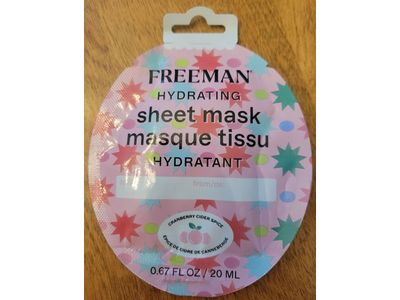 FREEMAN
HYDRATING
sheet mask
masque tissu
HYDRATANT
CRANBERRY CIDER SPICE
ÉPICE DE CIDRE DE CANNEBERGE
0.67 FL OZ / 20 ML